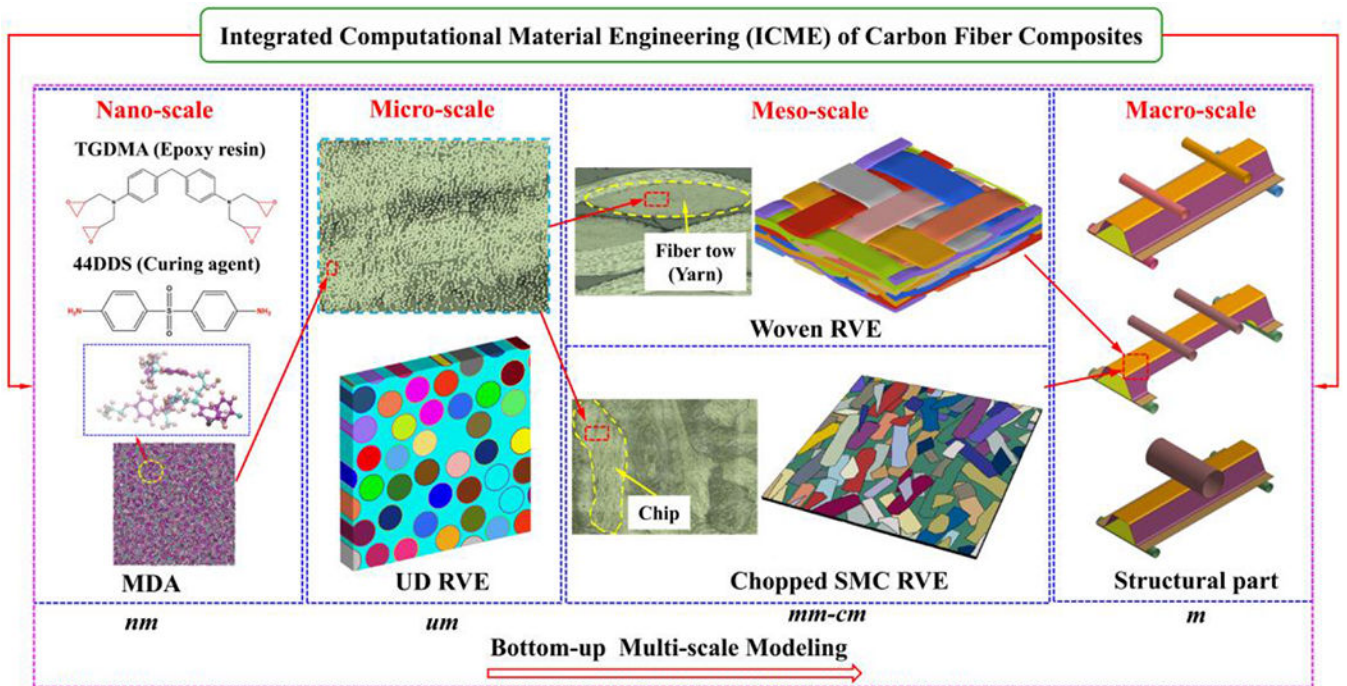 Integrated Computational Material Engineering (ICME) of Carbon Fiber Composites
Nano-scale
TGDMA (Epoxy resin)
N
N
O
O
O
O
44DDS (Curing agent)
O
H₂N
S
NH₂
O
MDA
nm
Micro-scale
UD RVE
um
Meso-scale
Fiber tow
(Yarn)
Woven RVE
Chip
Chopped SMC RVE
mm-cm
Macro-scale
Structural part
m
Bottom-up Multi-scale Modeling